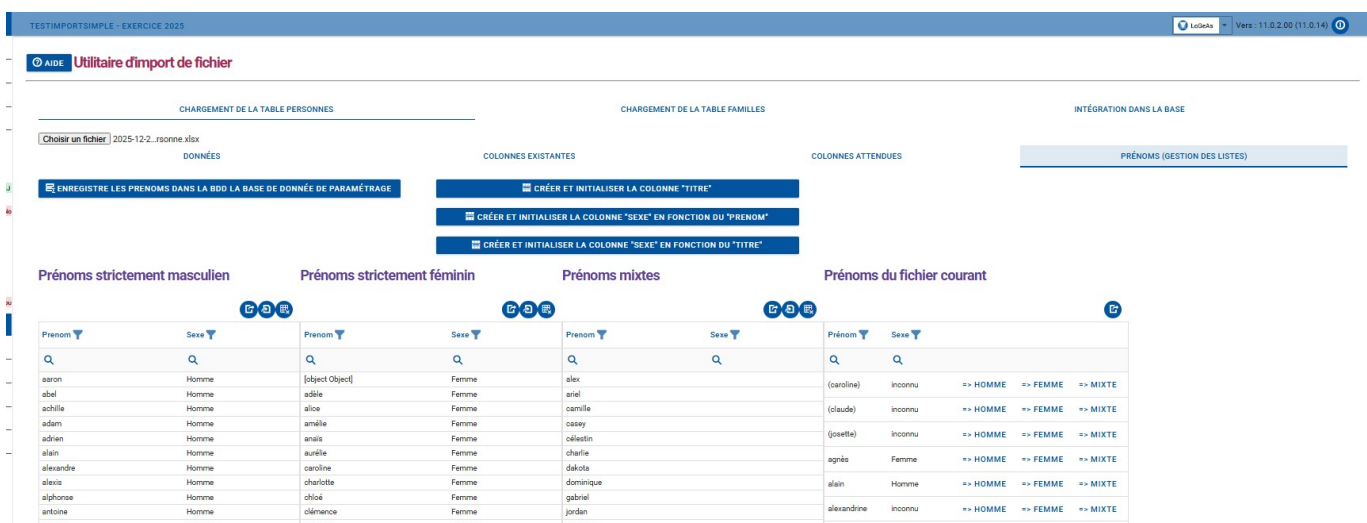 TESTIMPORTSIMPLE - EXERCICE 2025
LoGeAs
Vers : 11.0.2.00 (11.0.14)
AIDE Utilitaire d'import de fichier
CHARGEMENT DE LA TABLE PERSONNES CHARGEMENT DE LA TABLE FAMILLES INTÉGRATION DANS LA BASE
Choisir un fichier 2025-12-2...rsonne.xlsx
DONNÉES COLONNES EXISTANTES COLONNES ATTENDUES PRÉNOMS (GESTION DES LISTES)
ENREGISTRE LES PRENOMS DANS LA BDD LA BASE DE DONNÉE DE PARAMÉTRAGE
CRÉER ET INITIALISER LA COLONNE "TITRE"
CRÉER ET INITIALISER LA COLONNE "SEXE" EN FONCTION DU "PRENOM"
CRÉER ET INITIALISER LA COLONNE "SEXE" EN FONCTION DU "TITRE"
Prénoms strictement masculien
Prenom Sexe
aaron Homme
abel Homme
achille Homme
adam Homme
adrien Homme
alain Homme
alexandre Homme
alexis Homme
alphonse Homme
antoine Homme
Prénoms strictement féminin
Prenom Sexe
[object Object] Femme
adèle Femme
alice Femme
amélie Femme
anaïs Femme
aurélie Femme
caroline Femme
charlotte Femme
chloé Femme
clémence Femme
Prénoms mixtes
Prenom Sexe
alex
ariel
camille
casey
célestin
charlie
dakota
dominique
gabriel
jordan
Prénoms du fichier courant
Prénom Sexe
(caroline) inconnu => HOMME => FEMME => MIXTE
(claude) inconnu => HOMME => FEMME => MIXTE
(josette) inconnu => HOMME => FEMME => MIXTE
agnès Femme => HOMME => FEMME => MIXTE
alain Homme => HOMME => FEMME => MIXTE
alexandrine inconnu => HOMME => FEMME => MIXTE